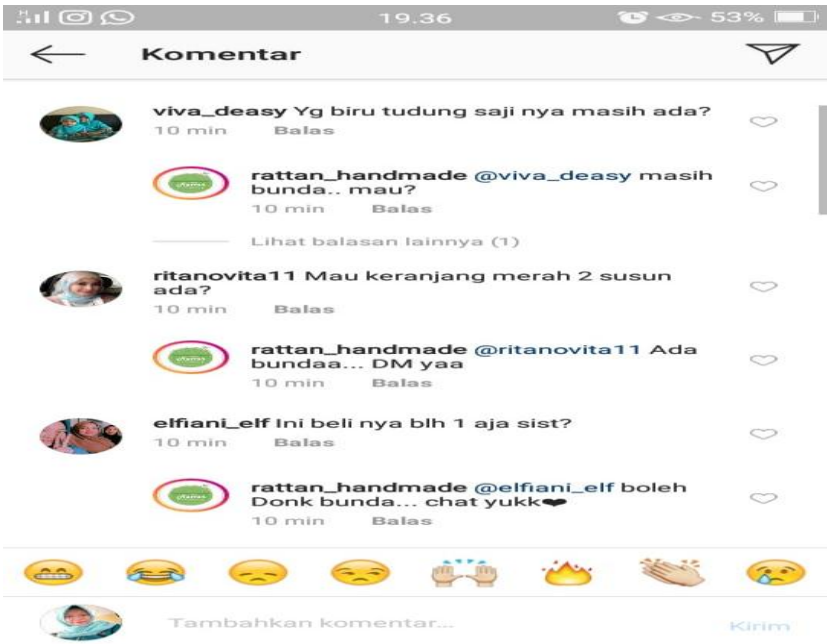 19.36 53%
Komentar
viva_deasy Yg biru tudung saji nya masih ada?
10 min Balas
rattan_handmade @viva_deasy masih
bunda.. mau?
10 min Balas
Lihat balasan lainnya (1)
ritanovita11 Mau keranjang merah 2 susun
ada?
10 min Balas
rattan_handmade @ritanovita11 Ada
bundaa... DM yaa
10 min Balas
elfiani_elf Ini beli nya blh 1 aja sist?
10 min Balas
rattan_handmade @elfiani_elf boleh
Donk bunda... chat yukk❤
10 min Balas
Tambahkan komentar... Kirim